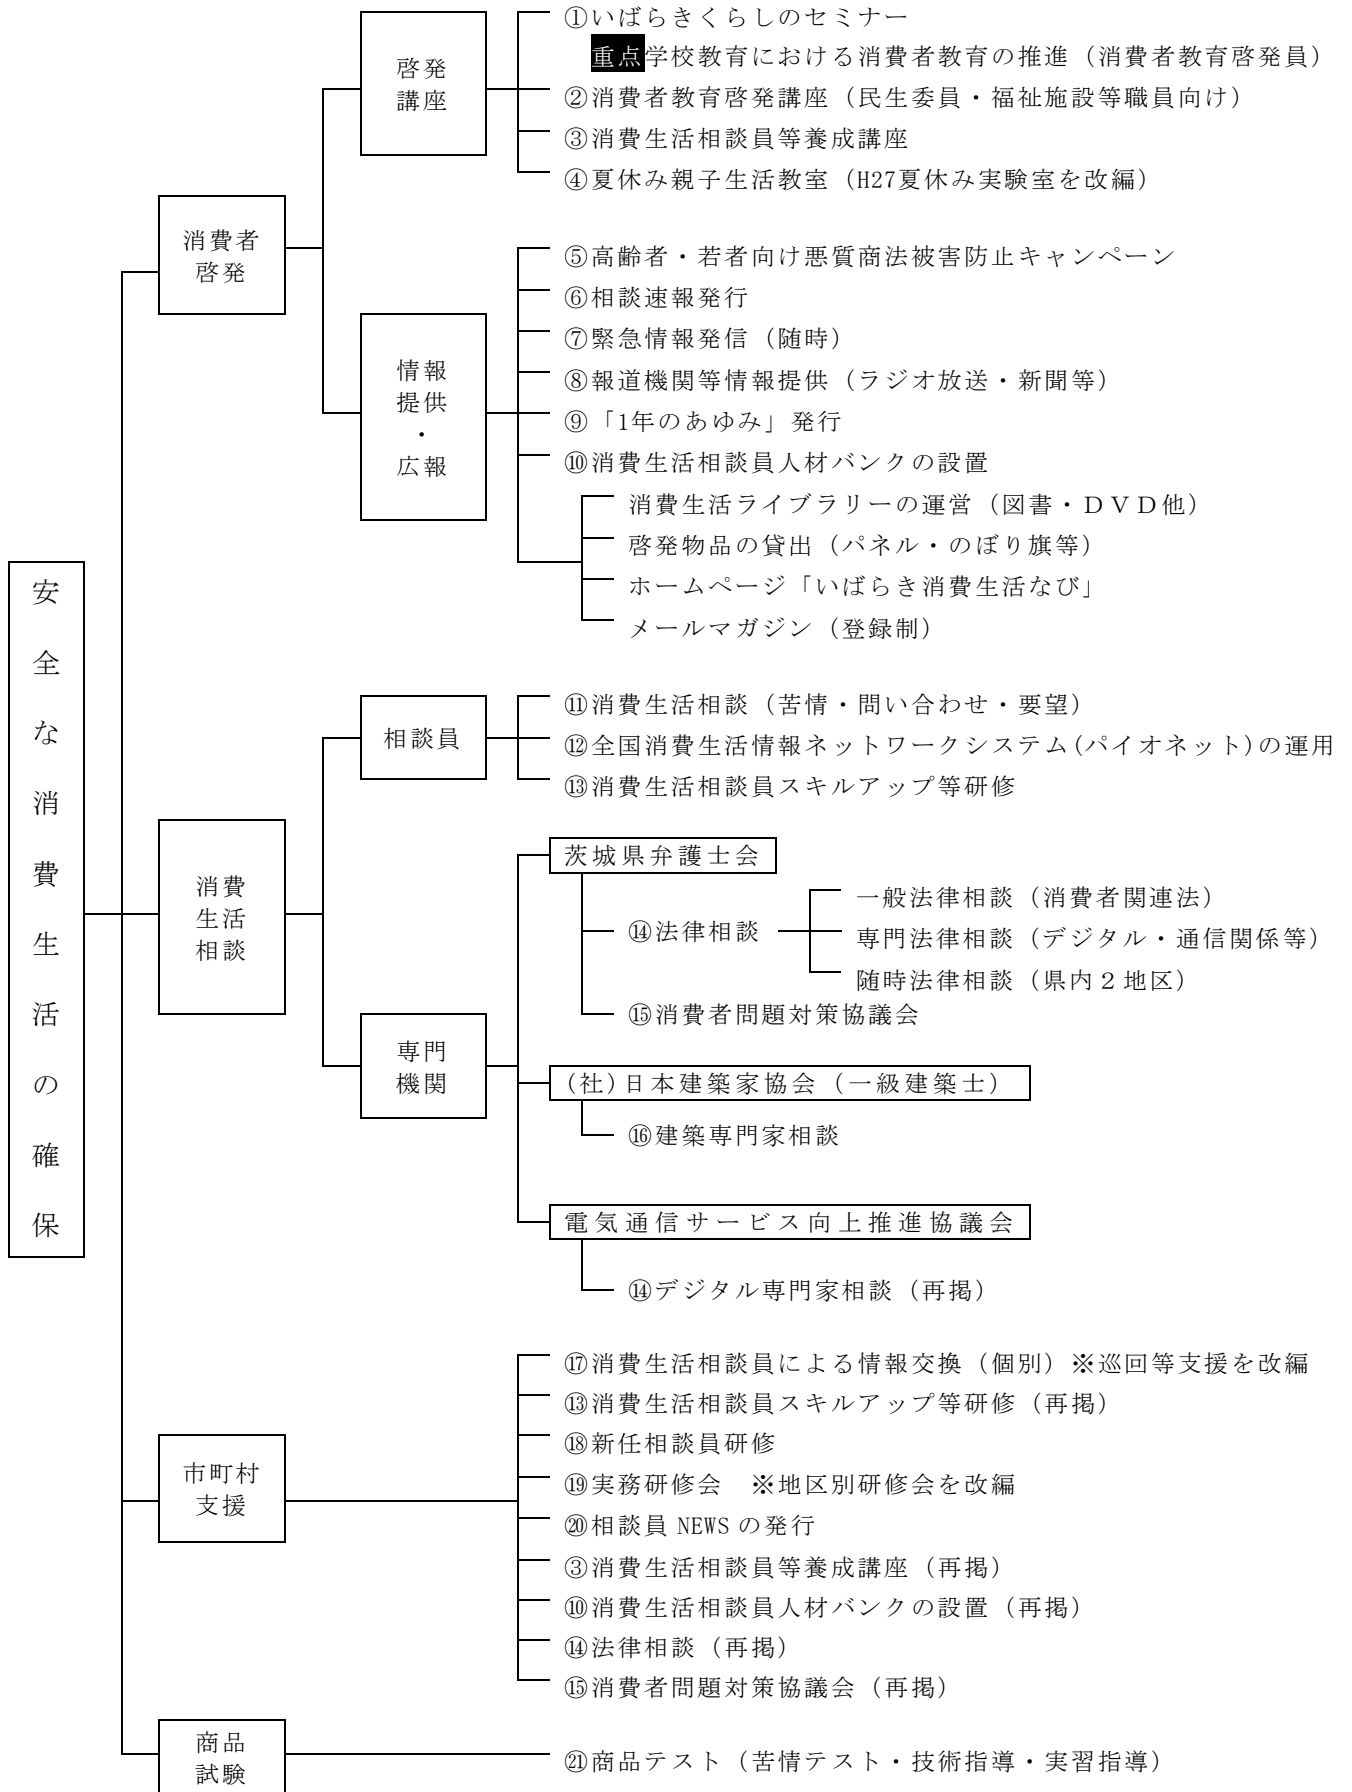 安全な消費生活の確保
消費者
啓発
啓発
講座
①いばらきくらしのセミナー
重点学校教育における消費者教育の推進（消費者教育啓発員）
②消費者教育啓発講座（民生委員・福祉施設等職員向け）
③消費生活相談員等養成講座
④夏休み親子生活教室（H27夏休み実験室を改編）
情報
提供
・
広報
⑤高齢者・若者向け悪質商法被害防止キャンペーン
⑥相談速報発行
⑦緊急情報発信（随時）
⑧報道機関等情報提供（ラジオ放送・新聞等）
⑨「1年のあゆみ」発行
⑩消費生活相談員人材バンクの設置
消費生活ライブラリーの運営（図書・ＤＶＤ他）
啓発物品の貸出（パネル・のぼり旗等）
ホームページ「いばらき消費生活なび」
メールマガジン（登録制）
消費
生活
相談
相談員
⑪消費生活相談（苦情・問い合わせ・要望）
⑫全国消費生活情報ネットワークシステム(パイオネット)の運用
⑬消費生活相談員スキルアップ等研修
専門
機関
茨城県弁護士会
⑭法律相談
一般法律相談（消費者関連法）
専門法律相談（デジタル・通信関係等）
随時法律相談（県内２地区）
⑮消費者問題対策協議会
(社)日本建築家協会（一級建築士）
⑯建築専門家相談
電気通信サービス向上推進協議会
⑭デジタル専門家相談（再掲）
市町村
支援
⑰消費生活相談員による情報交換（個別）※巡回等支援を改編
⑬消費生活相談員スキルアップ等研修（再掲）
⑱新任相談員研修
⑲実務研修会　※地区別研修会を改編
⑳相談員 NEWS の発行
③消費生活相談員等養成講座（再掲）
⑩消費生活相談員人材バンクの設置（再掲）
⑭法律相談（再掲）
⑮消費者問題対策協議会（再掲）
商品
試験
㉑商品テスト（苦情テスト・技術指導・実習指導）